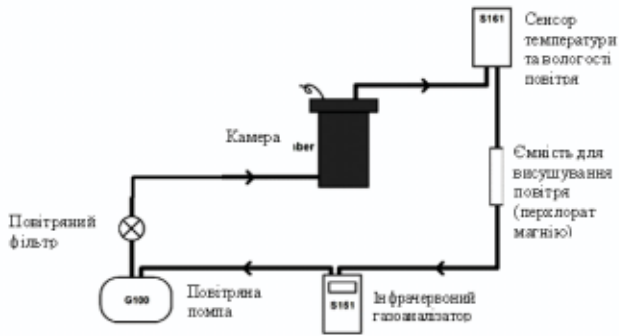 S161
Сенсор
температури
та вологості
повітря
Камера
ıber
Ємність для
висушування
повітря
(перхлорат
магнію)
Повітряний
фільтр
G100
Повітряна
помпа
S151
Інфрачервоний
газоаналізатор